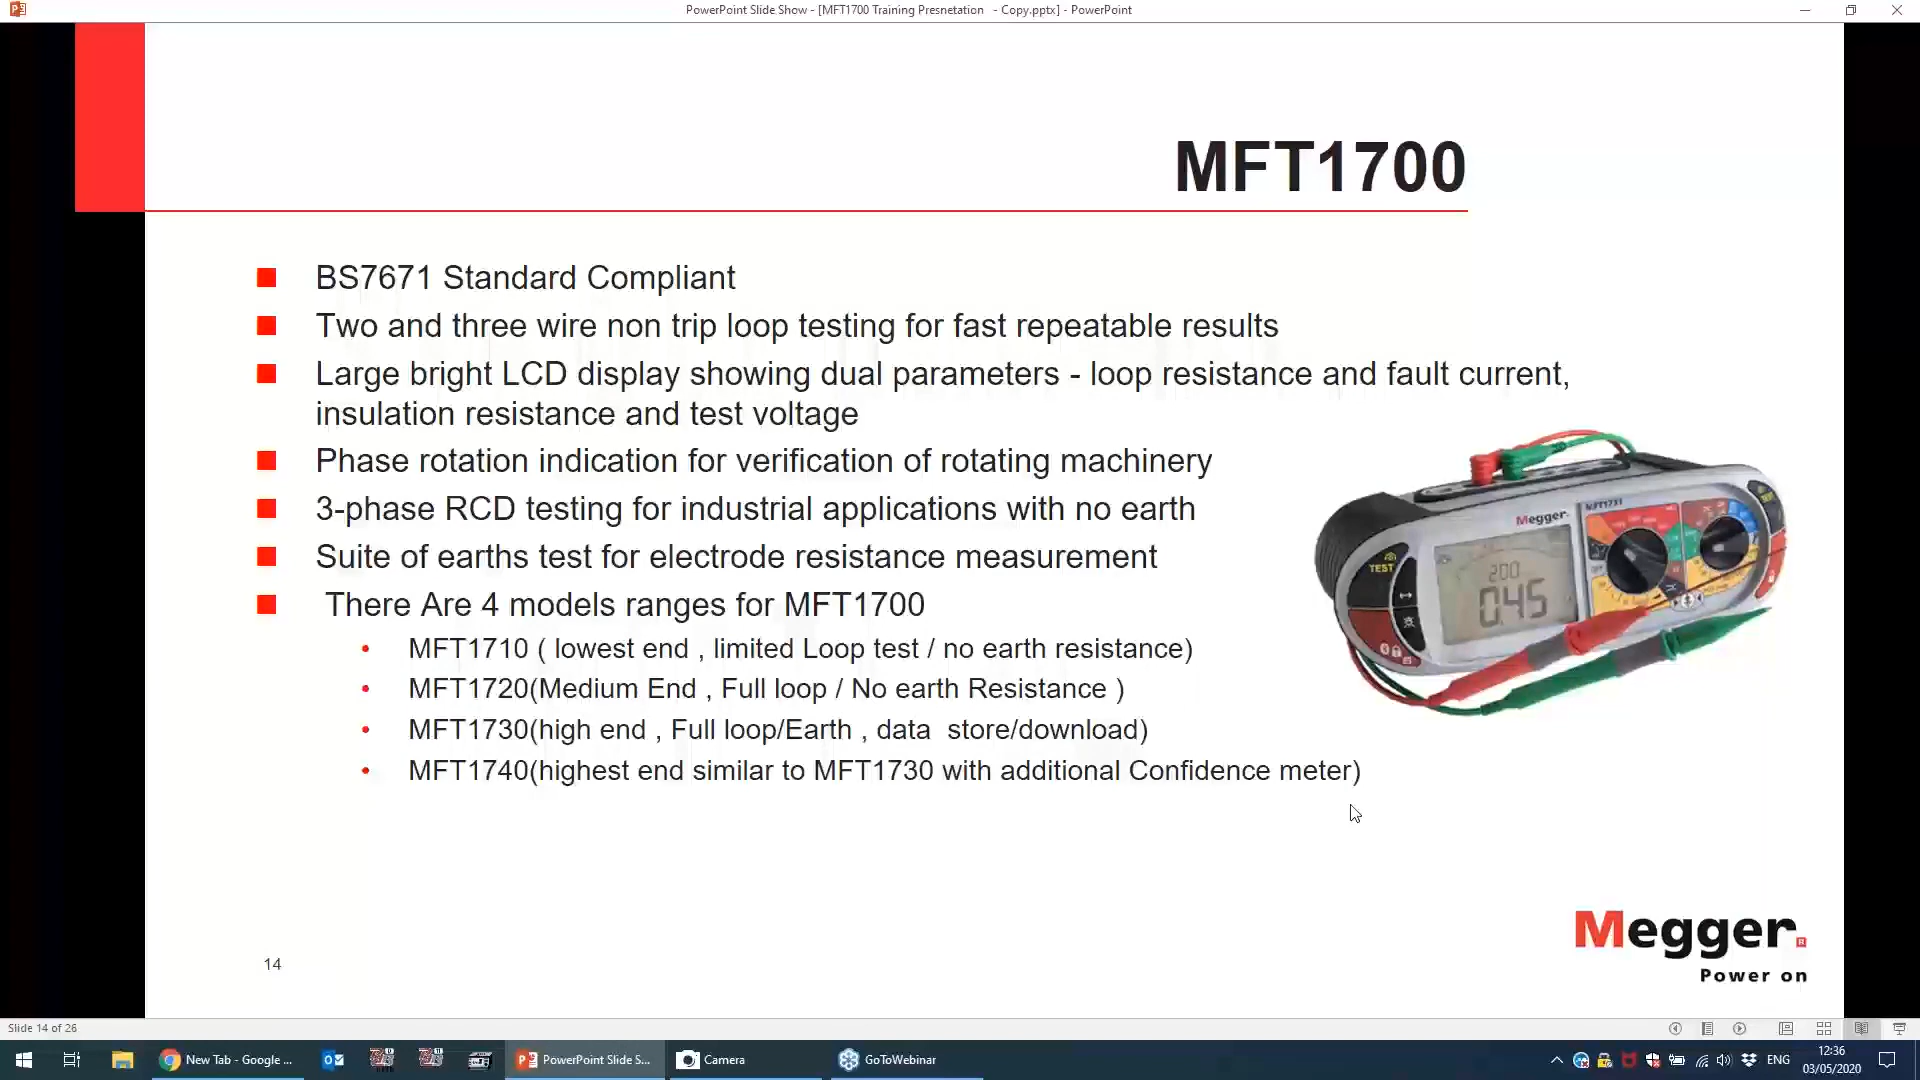 PowerPoint Slide Show - [MFT1700 Training Presnetation - Copy.pptx] - PowerPoint
MFT1700
BS7671 Standard Compliant
Two and three wire non trip loop testing for fast repeatable results
Large bright LCD display showing dual parameters - loop resistance and fault current,
insulation resistance and test voltage
Phase rotation indication for verification of rotating machinery
3-phase RCD testing for industrial applications with no earth
Suite of earths test for electrode resistance measurement
There Are 4 models ranges for MFT1700
MFT1710 ( lowest end , limited Loop test / no earth resistance)
MFT1720(Medium End , Full loop / No earth Resistance )
MFT1730(high end , Full loop/Earth , data store/download)
MFT1740(highest end similar to MFT1730 with additional Confidence meter)
Megger
MFT1731
TEST
TEST
200
0.45
Megger
Power on
14
Slide 14 of 26
New Tab - Google ...
PowerPoint Slide S...
Camera
GoToWebinar
ENG
12:36
03/05/2020